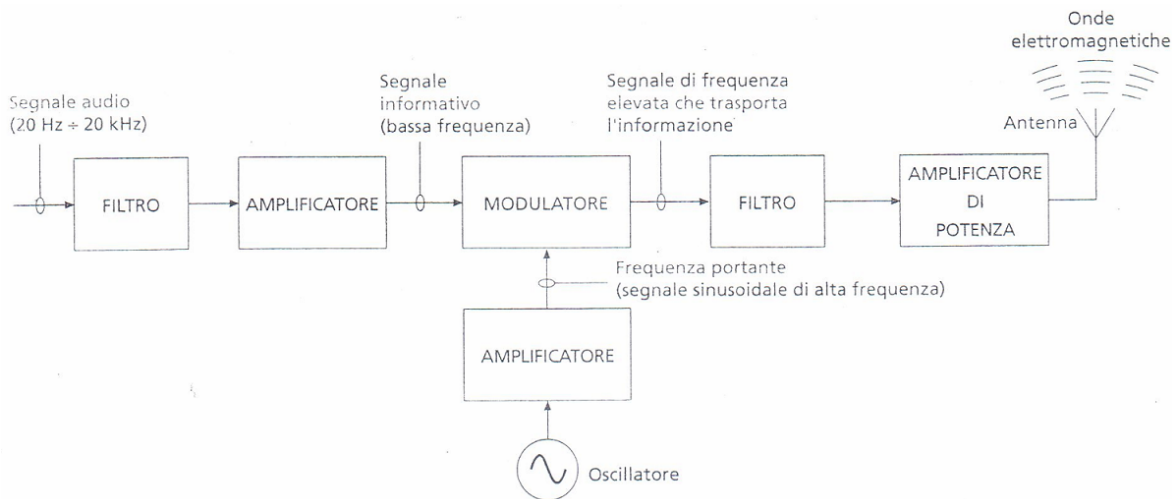 Onde
elettromagnetiche
Segnale audio
(20 Hz ÷ 20 kHz)
Segnale
informativo
(bassa frequenza)
Segnale di frequenza
elevata che trasporta
l'informazione
Antenna
FILTRO
AMPLIFICATORE
MODULATORE
FILTRO
AMPLIFICATORE
DI
POTENZA
Frequenza portante
(segnale sinusoidale di alta frequenza)
AMPLIFICATORE
Oscillatore